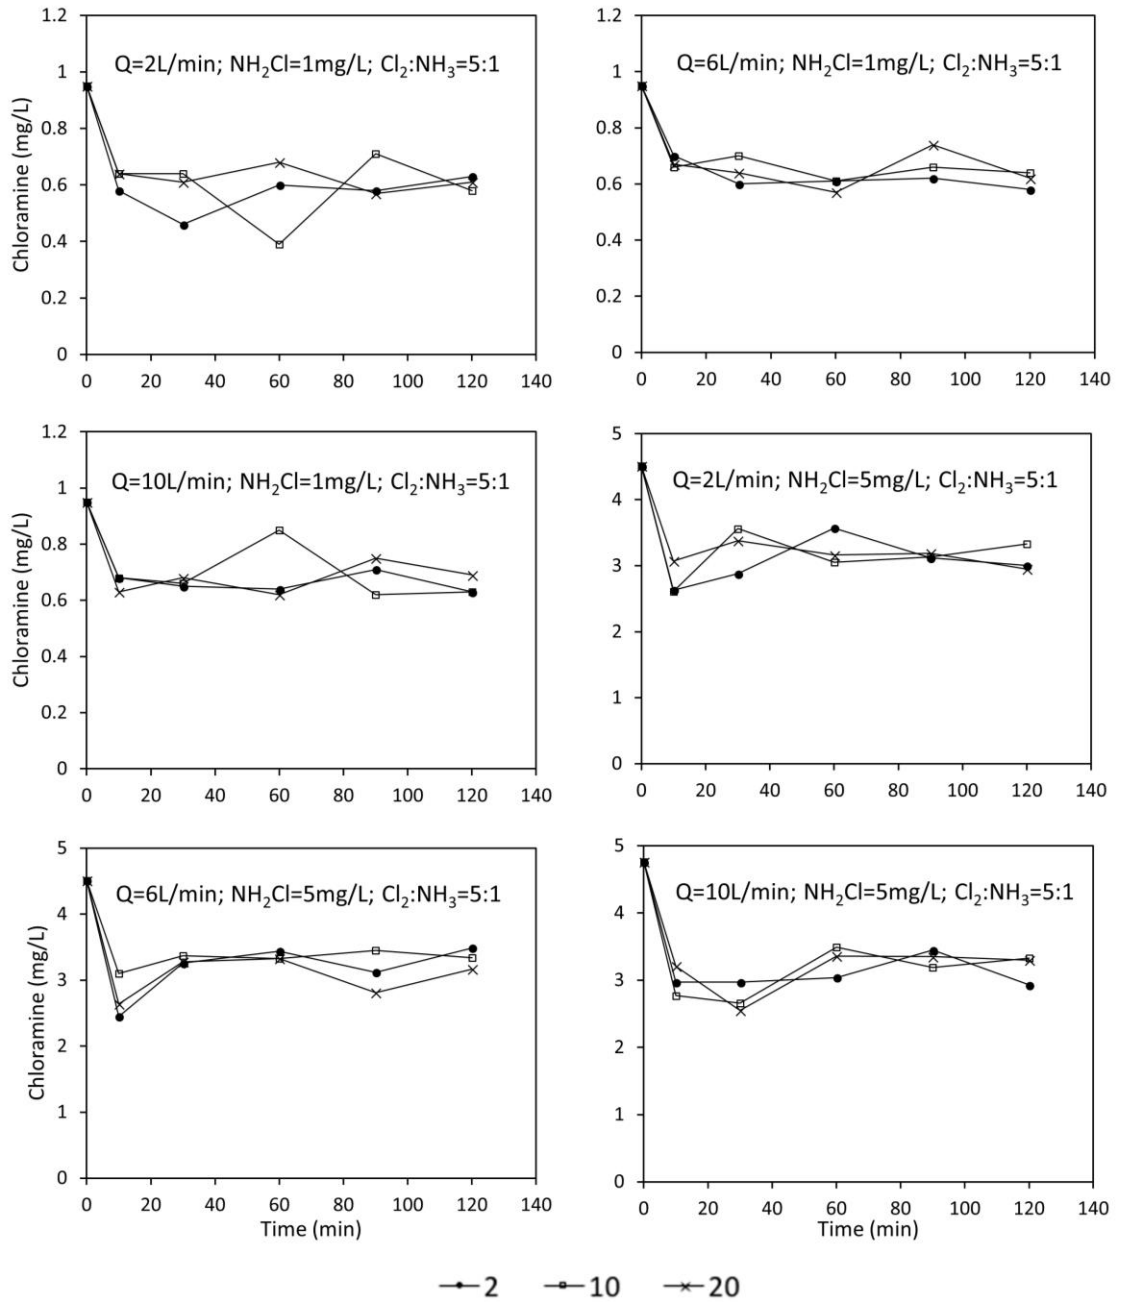 1.2
1
0.8
0.6
0.4
0.2
0
Chloramine (mg/L)
Q=2L/min; NH₂Cl=1mg/L; Cl₂:NH₃=5:1
0 20 40 60 80 100 120 140
1.2
1
0.8
0.6
0.4
0.2
0
Q=6L/min; NH₂Cl=1mg/L; Cl₂:NH₃=5:1
0 20 40 60 80 100 120 140
1.2
1
0.8
0.6
0.4
0.2
0
Chloramine (mg/L)
Q=10L/min; NH₂Cl=1mg/L; Cl₂:NH₃=5:1
0 20 40 60 80 100 120 140
5
4
3
2
1
0
Q=2L/min; NH₂Cl=5mg/L; Cl₂:NH₃=5:1
0 20 40 60 80 100 120 140
5
4
3
2
1
0
Chloramine (mg/L)
Q=6L/min; NH₂Cl=5mg/L; Cl₂:NH₃=5:1
0 20 40 60 80 100 120 140
Time (min)
5
4
3
2
1
0
Q=10L/min; NH₂Cl=5mg/L; Cl₂:NH₃=5:1
0 20 40 60 80 100 120 140
Time (min)
2 10 20